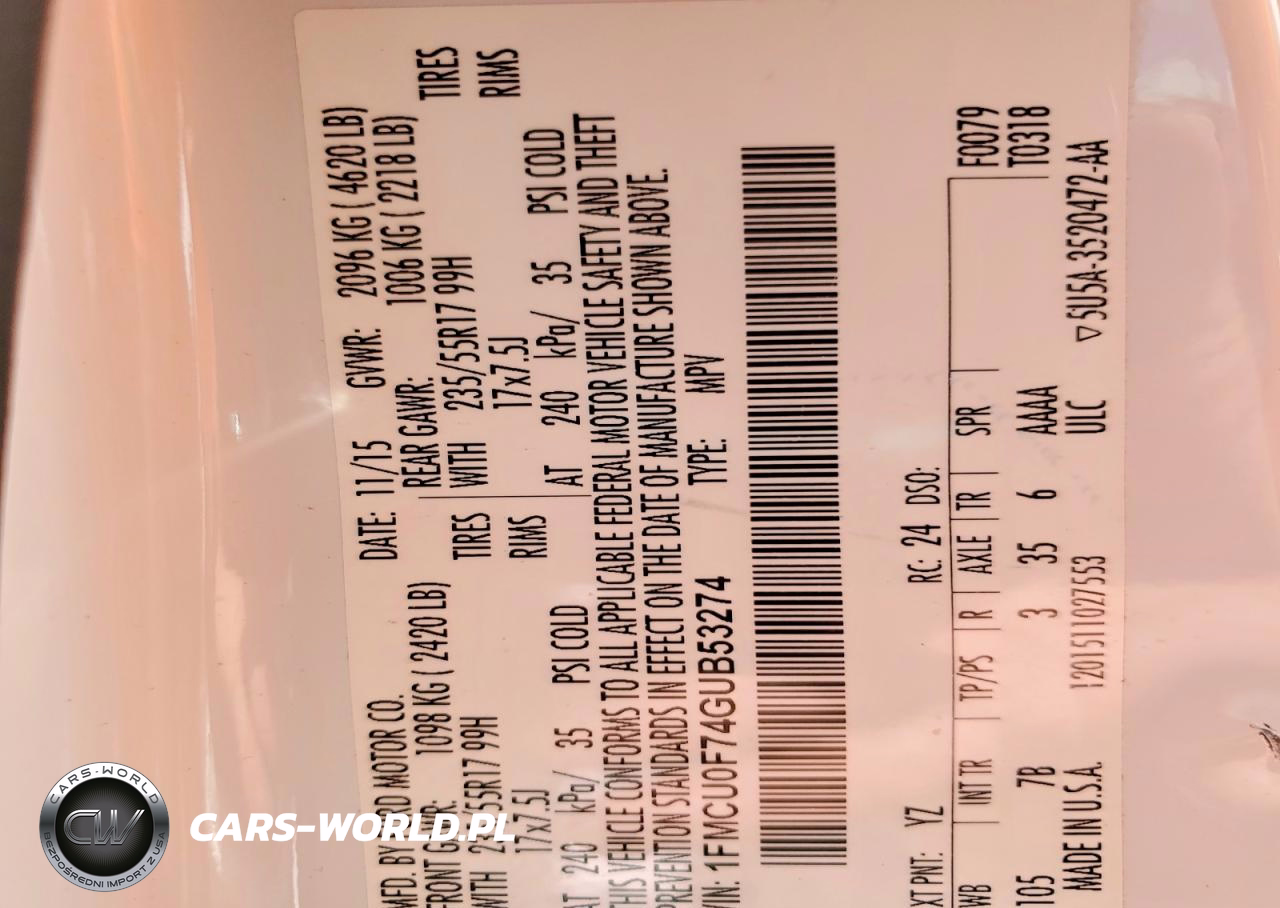 MFD. BY FORD MOTOR CO.
DATE: 11/15 GVWR: 2096 KG ( 4620 LB)
FRONT GAWR: 1098 KG ( 2420 LB)
REAR GAWR: 1006 KG ( 2218 LB)
WITH 235/55R17 99H TIRES
WITH 235/55R17 99H TIRES
17x7.5J RIMS
17x7.5J RIMS
AT 240 kPa/ 35 PSI COLD
AT 240 kPa/ 35 PSI COLD
THIS VEHICLE CONFORMS TO ALL APPLICABLE FEDERAL MOTOR VEHICLE SAFETY AND THEFT
PREVENTION STANDARDS IN EFFECT ON THE DATE OF MANUFACTURE SHOWN ABOVE.
VIN: 1FMCU0F74GUB53274 TYPE: MPV
XT PNT: YZ RC: 24 DSO:
F0079
WB INT TR TP/PS R AXLE TR SPR
T0318
105 7B 3 35 6 AAAA
MADE IN U.S.A. 1201511027553 ULC ▽5U5A-3520472-AA
CARS-WORLD
CW
BEZPOŚREDNI IMPORT Z USA
CARS-WORLD.PL